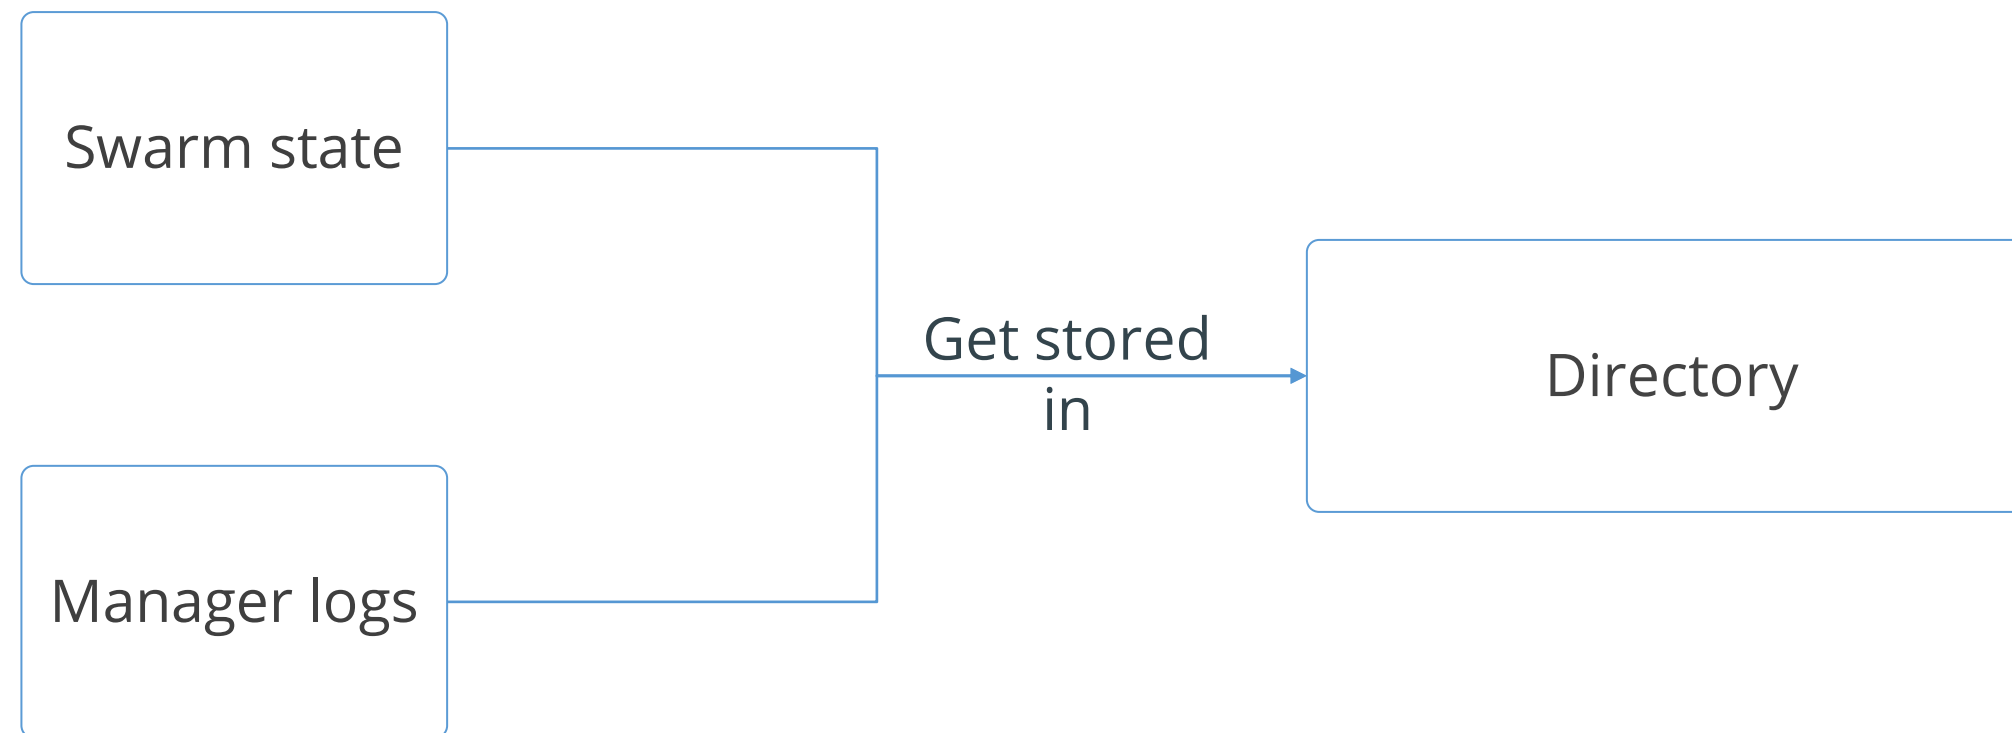 Swarm state
Get stored
in
Directory
Manager logs